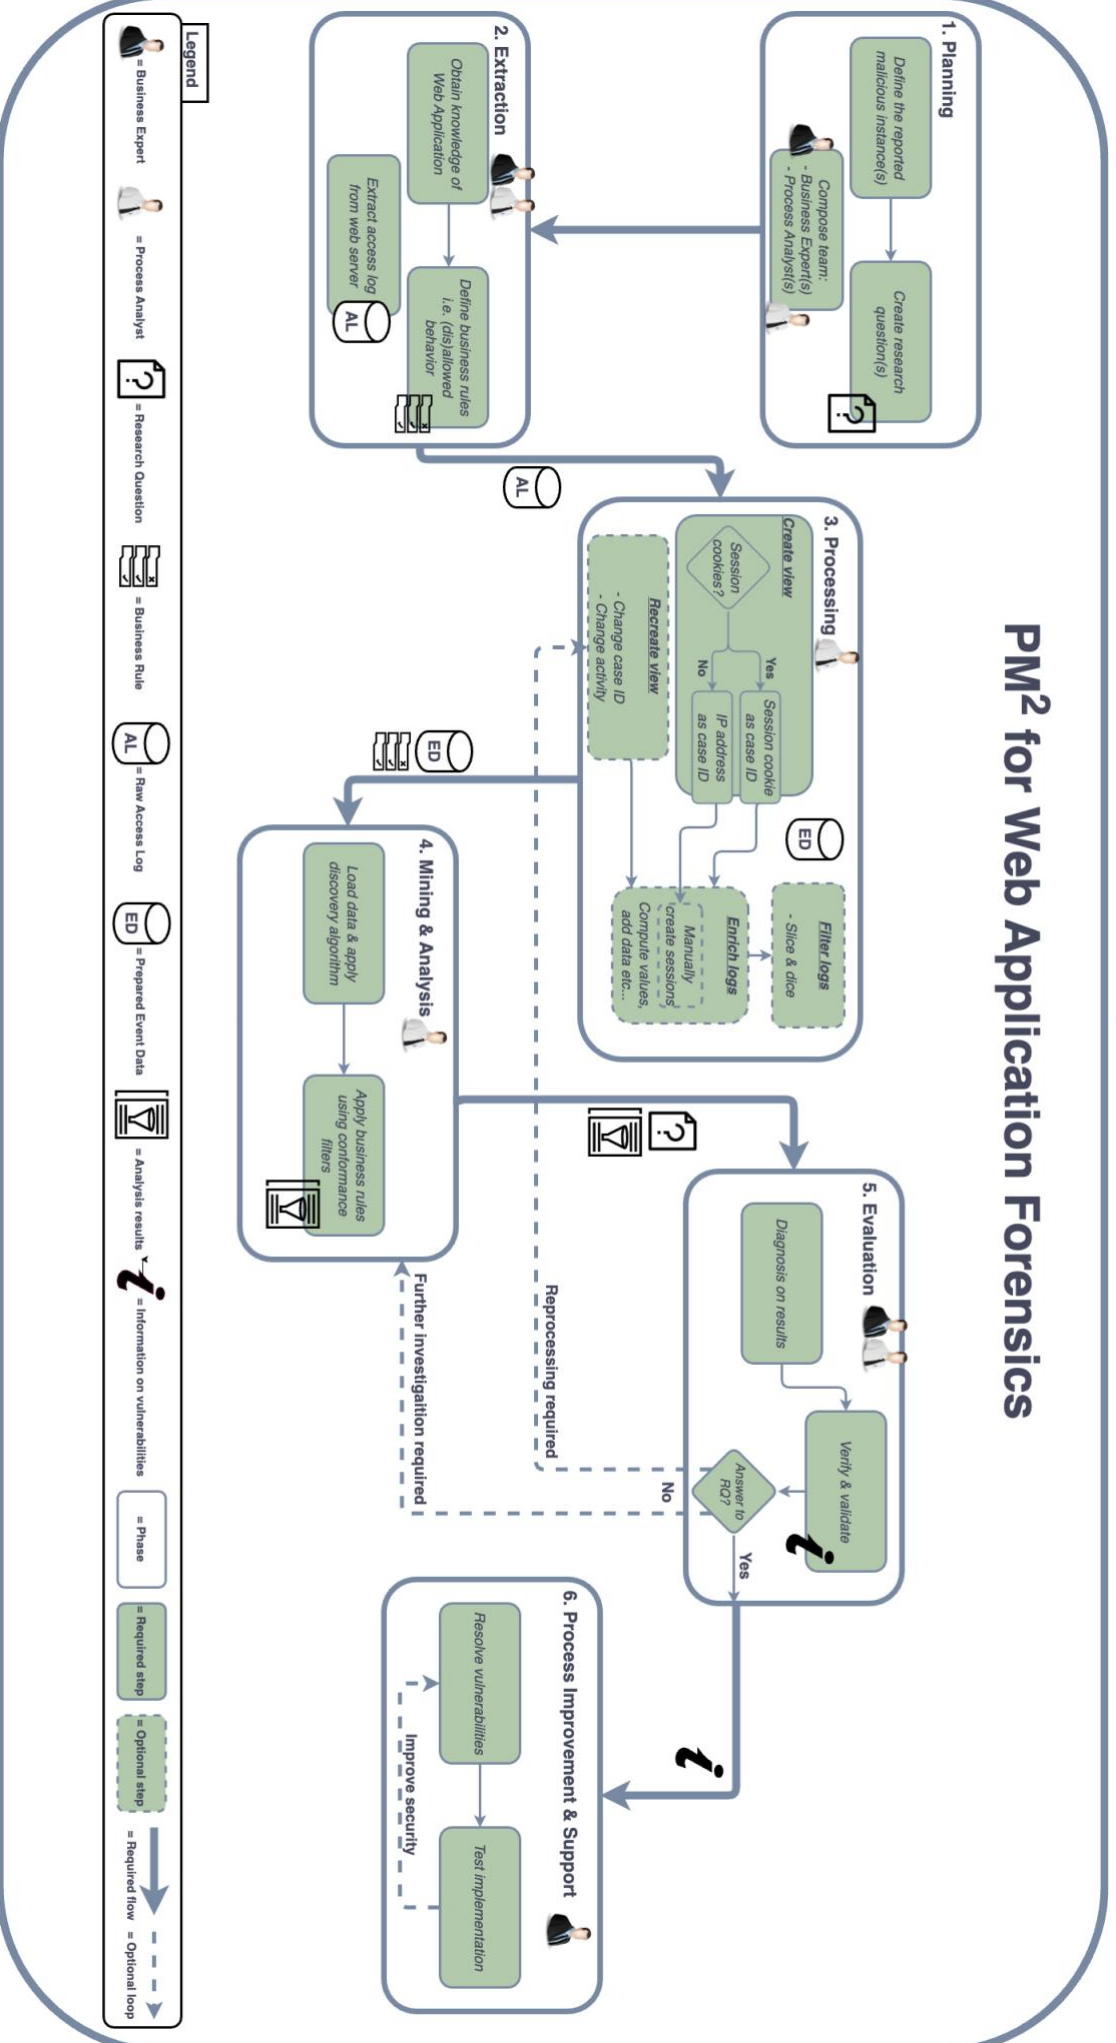 PM² for Web Application Forensics
1. Planning
Define the reported
malicious instance(s)
Create research
question(s)
Compose team:
- Business Expert(s)
- Process Analyst(s)
2. Extraction
Obtain knowledge of
Web Application
Define business rules
i.e. (dis)allowed
behavior
Extract access log
from web server
AL
AL
3. Processing
Create view
Session
cookies?
Yes
No
Session cookie
as case ID
IP address
as case ID
Recreate view
- Change case ID
- Change activity
ED
Filter logs
- Slice & dice
Enrich logs
Manually
create sessions
Compute values,
add data etc...
ED
4. Mining & Analysis
Load data & apply
discovery algorithm
Apply business rules
using conformance
filters
5. Evaluation
Diagnosis on results
Verify & validate
Answer to
RQ?
Yes
No
Reprocessing required
Further investigaition required
6. Process Improvement & Support
Resolve vulnerabilities
Test implementation
Improve security
Legend
= Business Expert
= Process Analyst
= Research Question
= Business Rule
AL
= Raw Access Log
ED
= Prepared Event Data
= Analysis results
= Information on vulnerabilities
= Phase
= Required step
= Optional step
= Required flow
= Optional loop